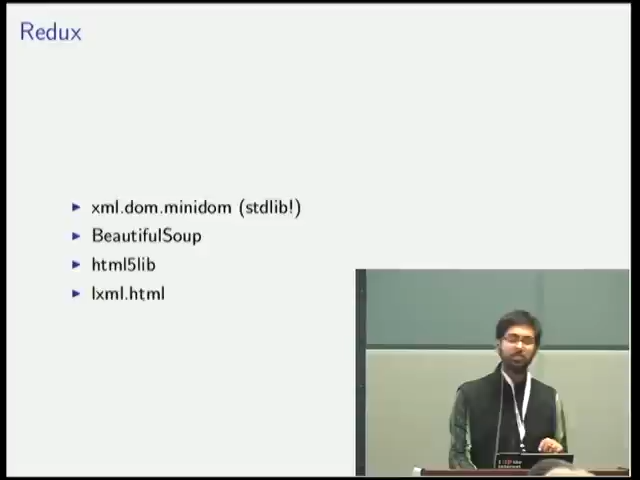 Redux
xml.dom.minidom (stdlib!)
BeautifulSoup
html5lib
lxml.html